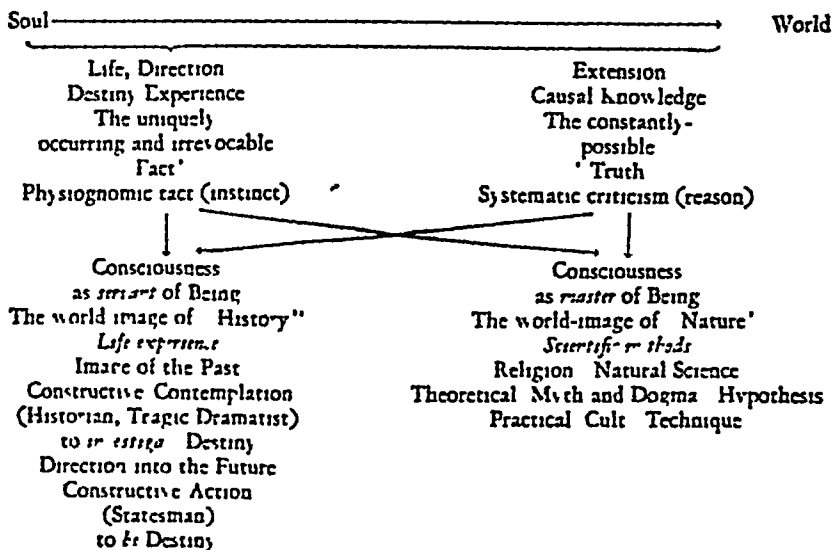 Soul World
Life, Direction
Destiny Experience
The uniquely
occurring and irrevocable
Fact'
Physiognomic tact (instinct)
Extension
Causal Knowledge
The constantly-
possible
' Truth
Systematic criticism (reason)
Consciousness
as servant of Being
The world image of History"
Life experience
Image of the Past
Constructive Contemplation
(Historian, Tragic Dramatist)
to Destiny
Direction into the Future
Constructive Action
(Statesman)
to be Destiny
Consciousness
as master of Being
The world-image of Nature'
Scientific methods
Religion Natural Science
Theoretical Myth and Dogma Hypothesis
Practical Cult Technique